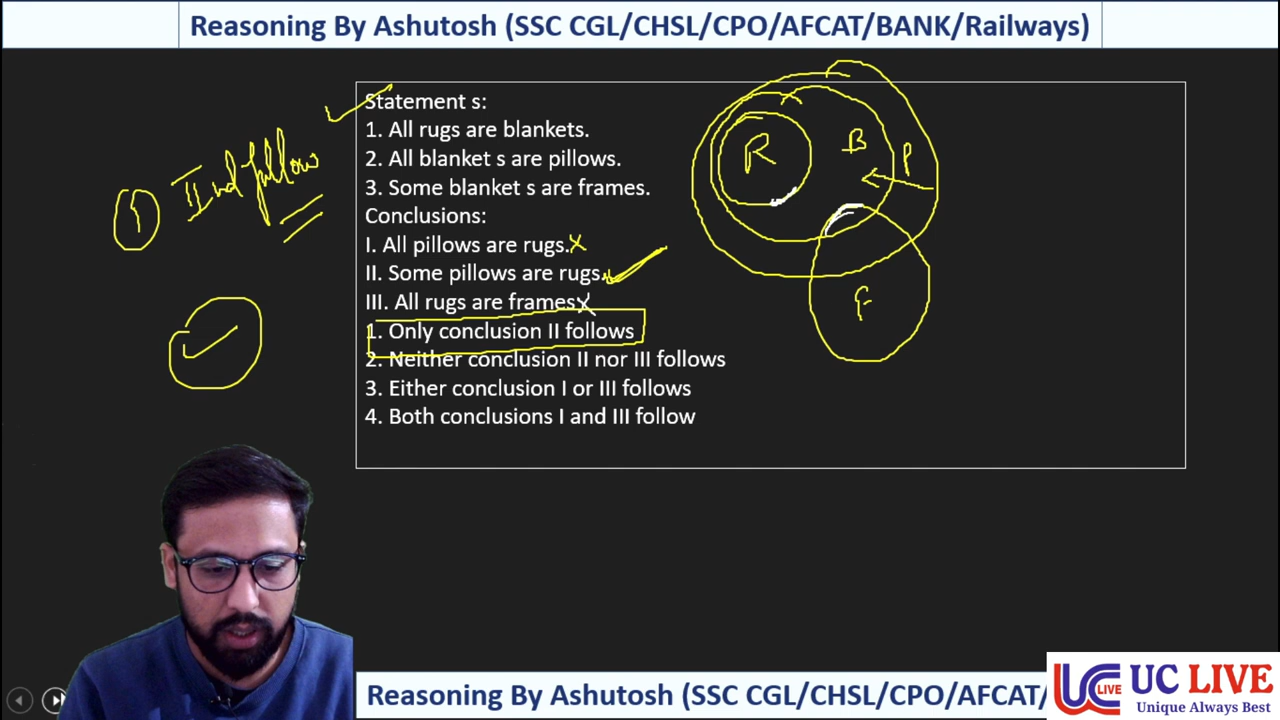 Reasoning By Ashutosh (SSC CGL/CHSL/CPO/AFCAT/BANK/Railways)
Statement s:
1. All rugs are blankets.
2. All blanket s are pillows.
3. Some blanket s are frames.
Conclusions:
I. All pillows are rugs.x
II. Some pillows are rugs.
III. All rugs are framesx
1. Only conclusion II follows
2. Neither conclusion II nor III follows
3. Either conclusion I or III follows
4. Both conclusions I and III follow
1 IInd follow
R B P
F
Reasoning By Ashutosh (SSC CGL/CHSL/CPO/AFCAT/
UC LIVE UC LIVE
Unique Always Best